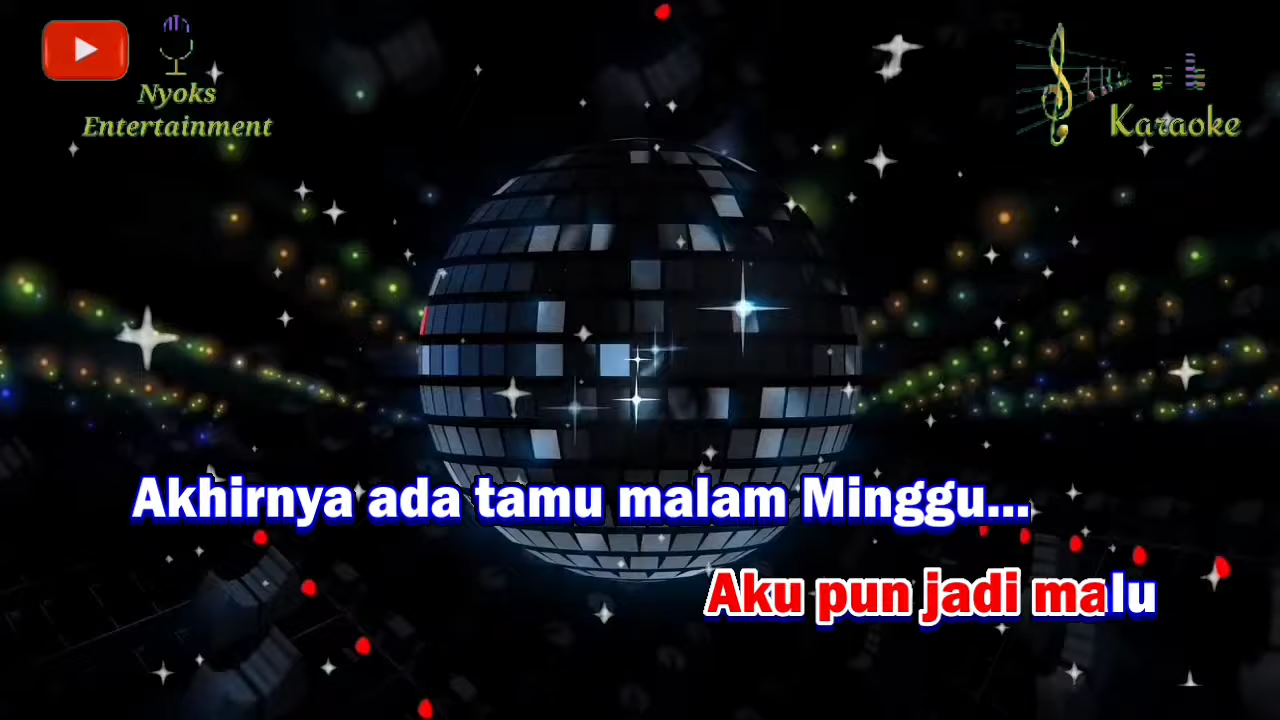 Nyoks
Entertainment
Karaoke
Akhirnya ada tamu malam Minggu...
Aku pun jadi malu